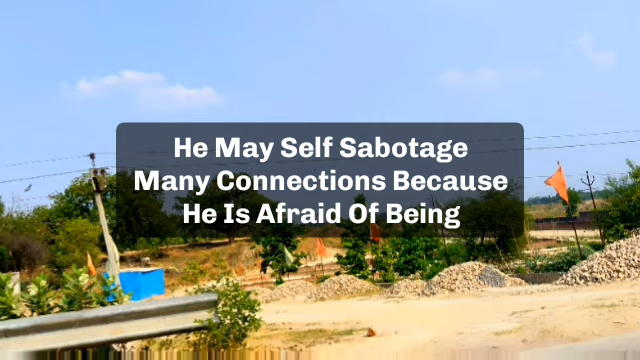 He May Self Sabotage
Many Connections Because
He Is Afraid Of Being